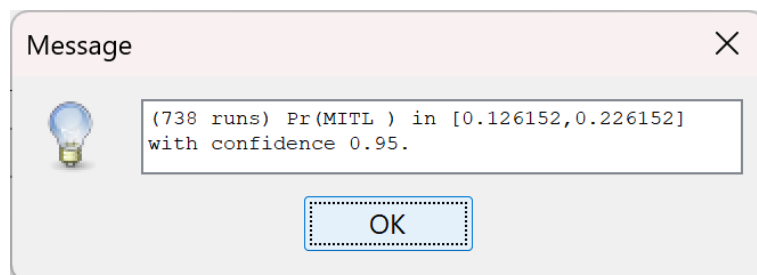 Message
(738 runs) Pr(MITL ) in [0.126152,0.226152]
with confidence 0.95.
OK